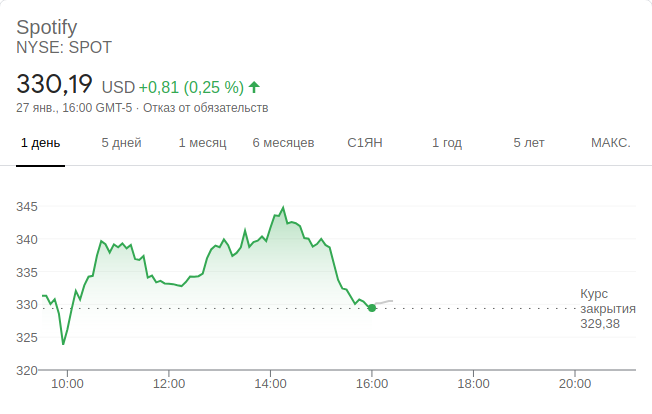 Spotify
NYSE: SPOT
330,19 USD +0,81 (0,25 %)
27 янв., 16:00 GMT-5 · Отказ от обязательств
1 день 5 дней 1 месяц 6 месяцев С1ЯН 1 год 5 лет МАКС.
345
340
335
330
325
320
Курс
закрытия
329,38
10:00 12:00 14:00 16:00 18:00 20:00